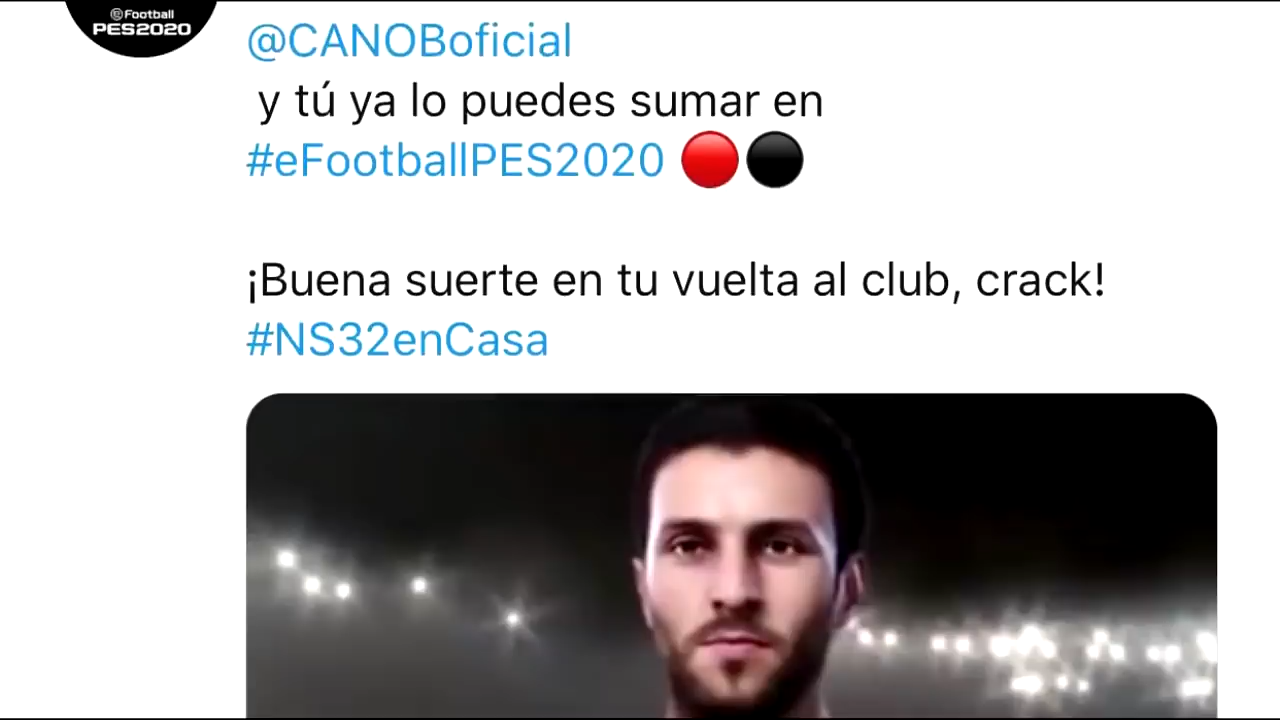 eFootball
PES2020
@CANOBoficial
y tú ya lo puedes sumar en
#eFootballPES2020 🔴⚫
¡Buena suerte en tu vuelta al club, crack!
#NS32enCasa